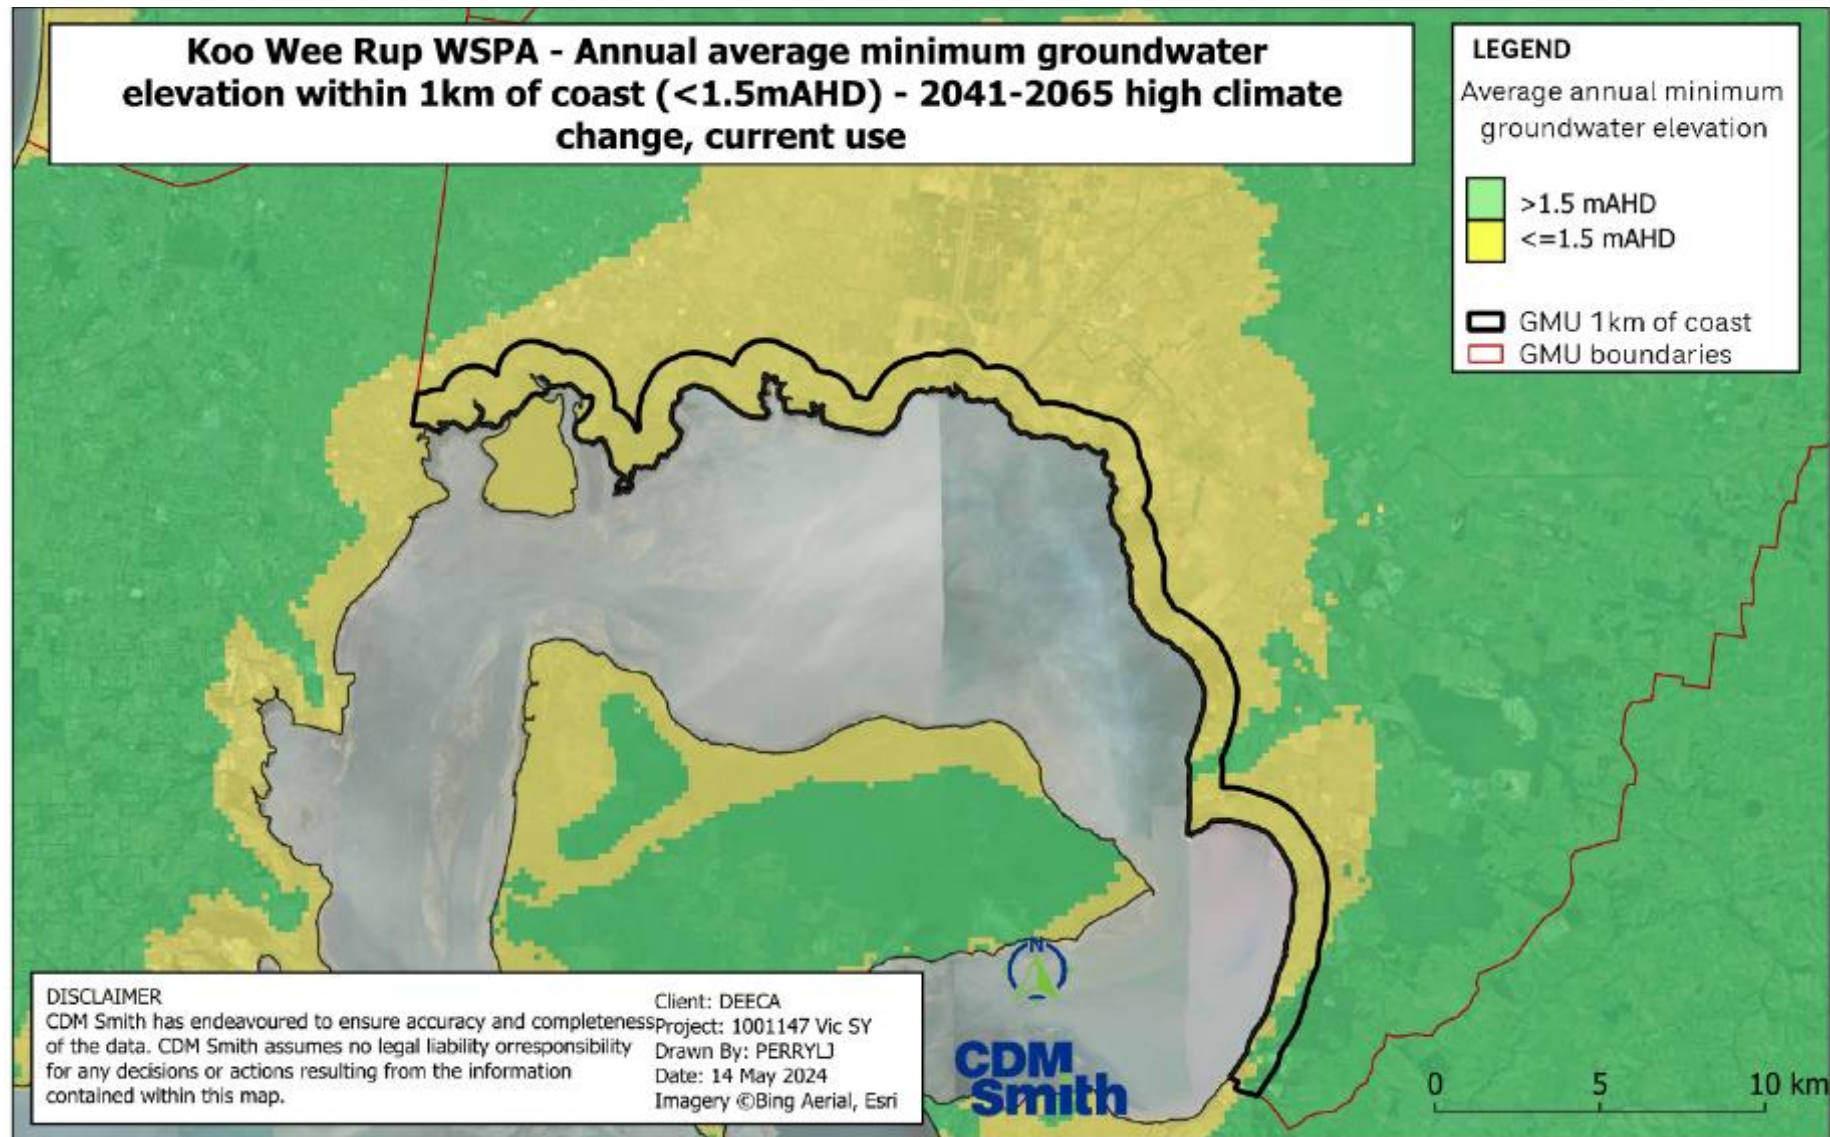 Koo Wee Rup WSPA - Annual average minimum groundwater
elevation within 1km of coast (<1.5mAHD) - 2041-2065 high climate
change, current use
LEGEND
Average annual minimum
groundwater elevation
>1.5 mAHD
<=1.5 mAHD
GMU 1km of coast
GMU boundaries
DISCLAIMER
CDM Smith has endeavoured to ensure accuracy and completeness
of the data. CDM Smith assumes no legal liability orresponsibility
for any decisions or actions resulting from the information
contained within this map.
Client: DEECA
Project: 1001147 Vic SY
Drawn By: PERRYLJ
Date: 14 May 2024
Imagery ©Bing Aerial, Esri
N
CDM
Smith
0 5 10 km